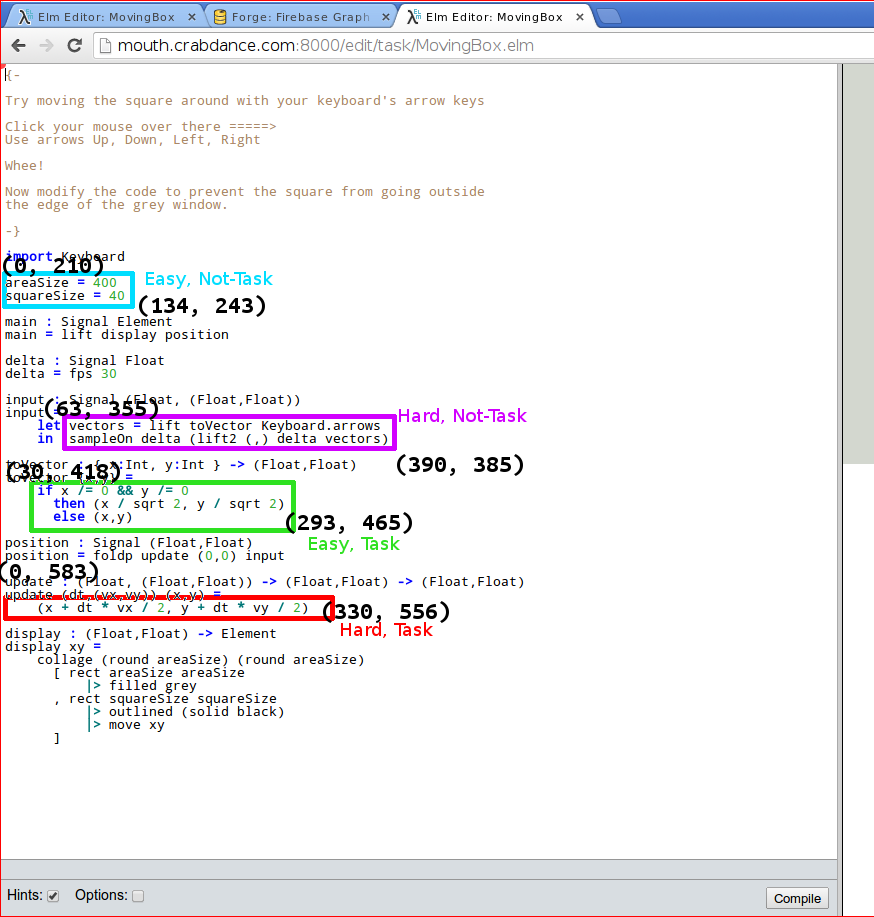 Elm Editor: MovingBox × Forge: Firebase Graph × Elm Editor: MovingBox ×
mouth.crabdance.com:8000/edit/task/MovingBox.elm
{-
Try moving the square around with your keyboard's arrow keys
Click your mouse over there =====>
Use arrows Up, Down, Left, Right
Whee!
Now modify the code to prevent the square from going outside
the edge of the grey window.
-}
import Keyboard
(0, 210)
areaSize = 400
Easy, Not-Task
squareSize = 40
(134, 243)
main : Signal Element
main = lift display position
delta : Signal Float
delta = fps 30
input : Signal (Float, (Float,Float))
(63, 355)
input =
Hard, Not-Task
let vectors = lift toVector Keyboard.arrows
in sampleOn delta (lift2 (,) delta vectors)
toVector : { x:Int, y:Int } -> (Float,Float)
(390, 385)
(30, 418)
toVector {x,y} =
if x /= 0 && y /= 0
then (x / sqrt 2, y / sqrt 2)
else (x,y)
(293, 465)
position : Signal (Float,Float)
Easy, Task
position = foldp update (0,0) input
(0, 583)
update : (Float, (Float,Float)) -> (Float,Float) -> (Float,Float)
update (dt,(vx,vy)) (x,y) =
(x + dt * vx / 2, y + dt * vy / 2)
(330, 556)
Hard, Task
display : (Float,Float) -> Element
display xy =
collage (round areaSize) (round areaSize)
[ rect areaSize areaSize
|> filled grey
, rect squareSize squareSize
|> outlined (solid black)
|> move xy
]
Hints: Options: Compile